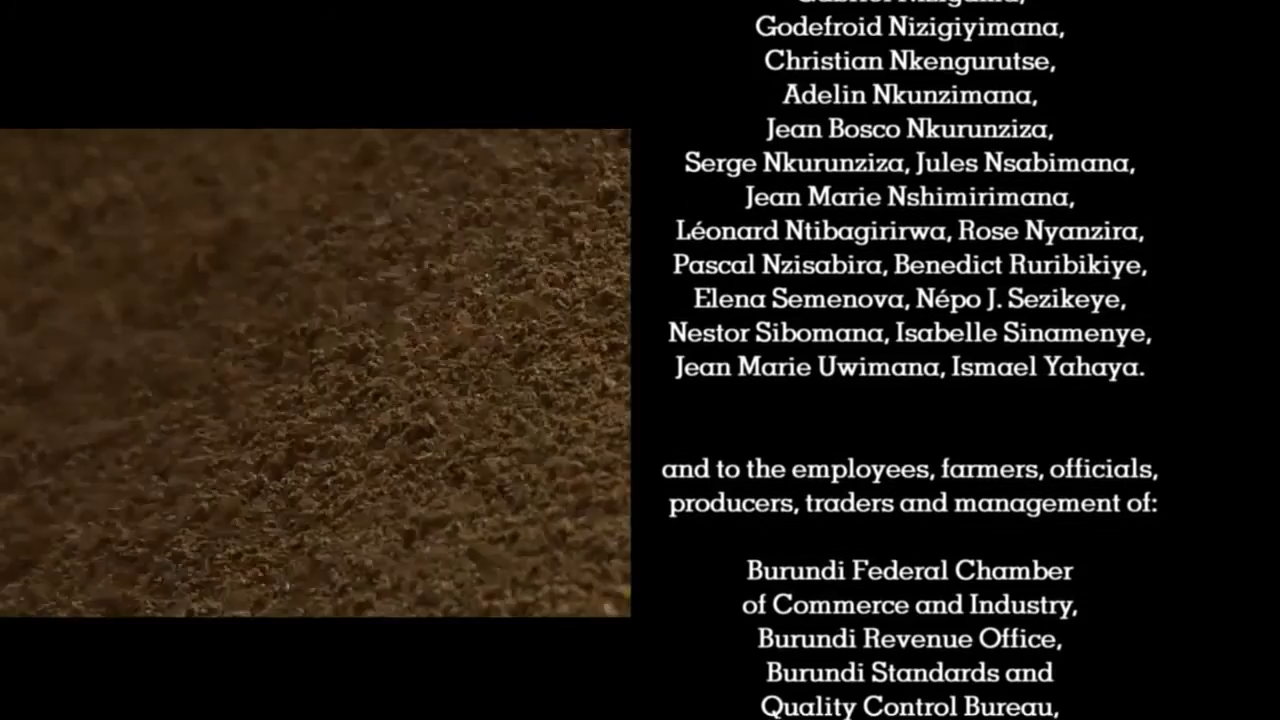 Godefroid Nizigiyimana,
Christian Nkengurutse,
Adelin Nkunzimana,
Jean Bosco Nkurunziza,
Serge Nkurunziza, Jules Nsabimana,
Jean Marie Nshimirimana,
Léonard Ntibagirirwa, Rose Nyanzira,
Pascal Nzisabira, Benedict Ruribikiye,
Elena Semenova, Népo J. Sezikeye,
Nestor Sibomana, Isabelle Sinamenye,
Jean Marie Uwimana, Ismael Yahaya.
and to the employees, farmers, officials,
producers, traders and management of:
Burundi Federal Chamber
of Commerce and Industry,
Burundi Revenue Office,
Burundi Standards and
Quality Control Bureau,